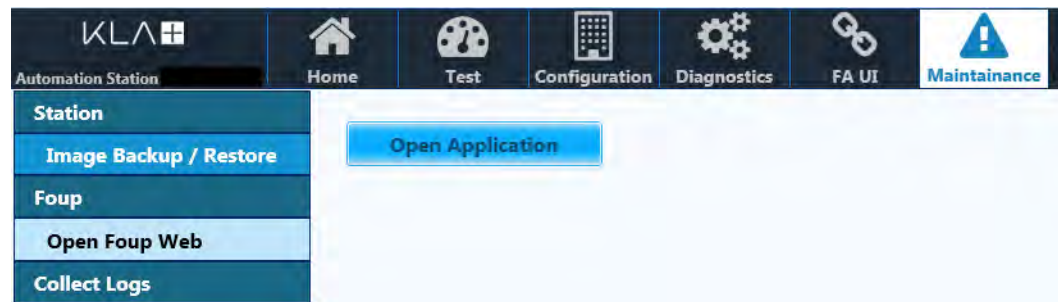 KLA+
Automation Station
Home
Test
Configuration
Diagnostics
FA UI
Maintainance
Station
Image Backup / Restore
Foup
Open Foup Web
Collect Logs
Open Application